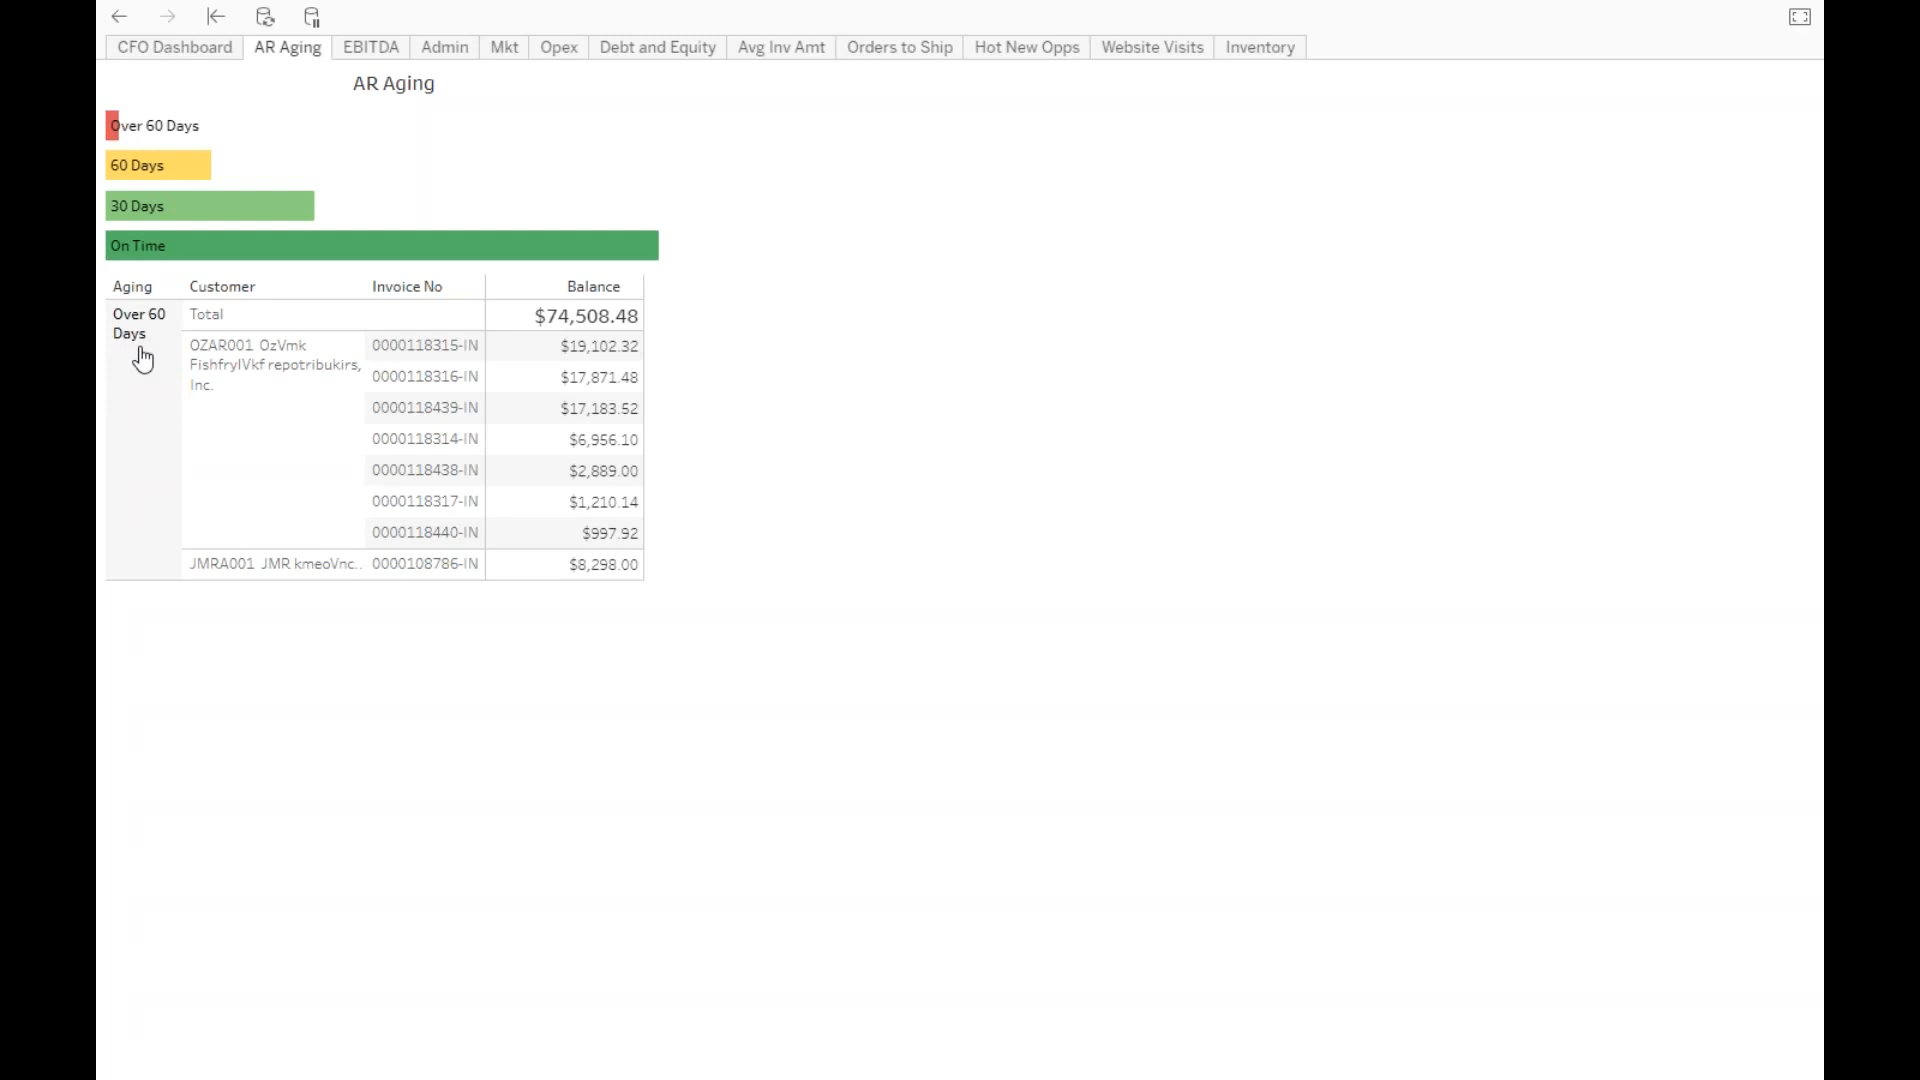 CFO Dashboard AR Aging EBITDA Admin Mkt Opex Debt and Equity Avg Inv Amt Orders to Ship Hot New Opps Website Visits Inventory
AR Aging
Over 60 Days
60 Days
30 Days
On Time
Aging Customer Invoice No Balance
Over 60 Total $74,508.48
Days
OZAR001 OzVmk 0000118315-IN $19,102.32
FishfryIVkf repotribukirs, 0000118316-IN $17,871.48
Inc.
0000118439-IN $17,183.52
0000118314-IN $6,956.10
0000118438-IN $2,889.00
0000118317-IN $1,210.14
0000118440-IN $997.92
JMRA001 JMR kmeoVnc.. 0000108786-IN $8,298.00